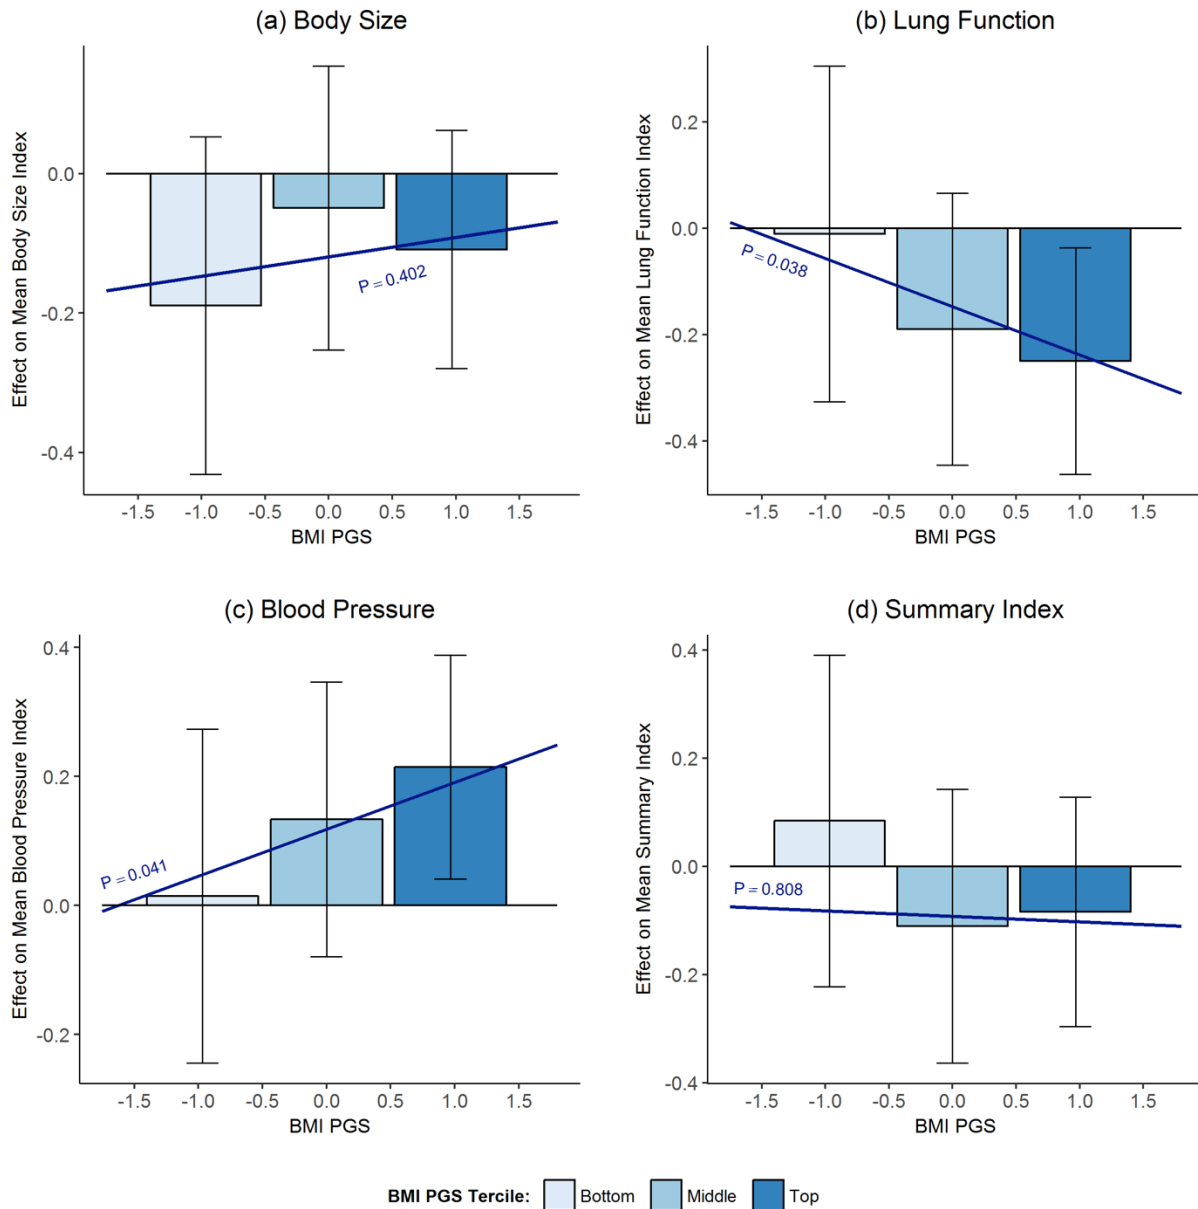 (a) Body Size
Effect on Mean Body Size Index
0.0
-0.2
-0.4
P = 0.402
-1.5 -1.0 -0.5 0.0 0.5 1.0 1.5
BMI PGS
(b) Lung Function
Effect on Mean Lung Function Index
0.2
0.0
-0.2
-0.4
P = 0.038
-1.5 -1.0 -0.5 0.0 0.5 1.0 1.5
BMI PGS
(c) Blood Pressure
Effect on Mean Blood Pressure Index
0.4
0.2
0.0
-0.2
P = 0.041
-1.5 -1.0 -0.5 0.0 0.5 1.0 1.5
BMI PGS
(d) Summary Index
Effect on Mean Summary Index
0.4
0.2
0.0
-0.2
-0.4
P = 0.808
-1.5 -1.0 -0.5 0.0 0.5 1.0 1.5
BMI PGS
BMI PGS Tercile: Bottom Middle Top